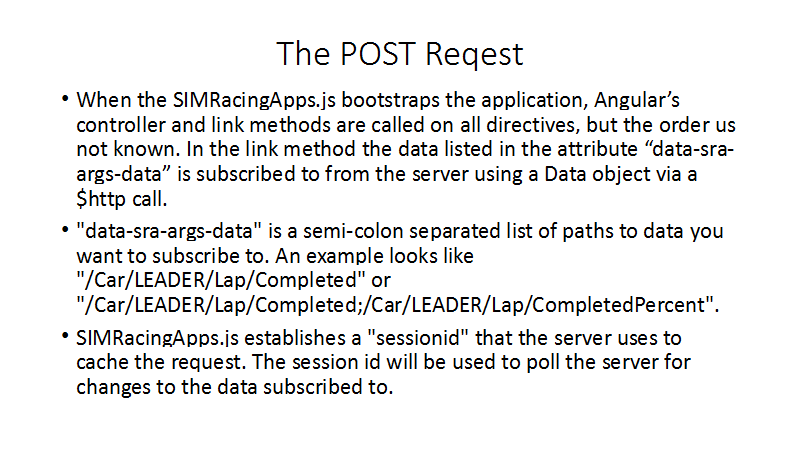 The POST Reqest
• When the SIMRacingApps.js bootstraps the application, Angular’s
controller and link methods are called on all directives, but the order us
not known. In the link method the data listed in the attribute “data-sra-
args-data” is subscribed to from the server using a Data object via a
$http call.
• "data-sra-args-data" is a semi-colon separated list of paths to data you
want to subscribe to. An example looks like
"/Car/LEADER/Lap/Completed" or
"/Car/LEADER/Lap/Completed;/Car/LEADER/Lap/CompletedPercent".
• SIMRacingApps.js establishes a "sessionid" that the server uses to
cache the request. The session id will be used to poll the server for
changes to the data subscribed to.